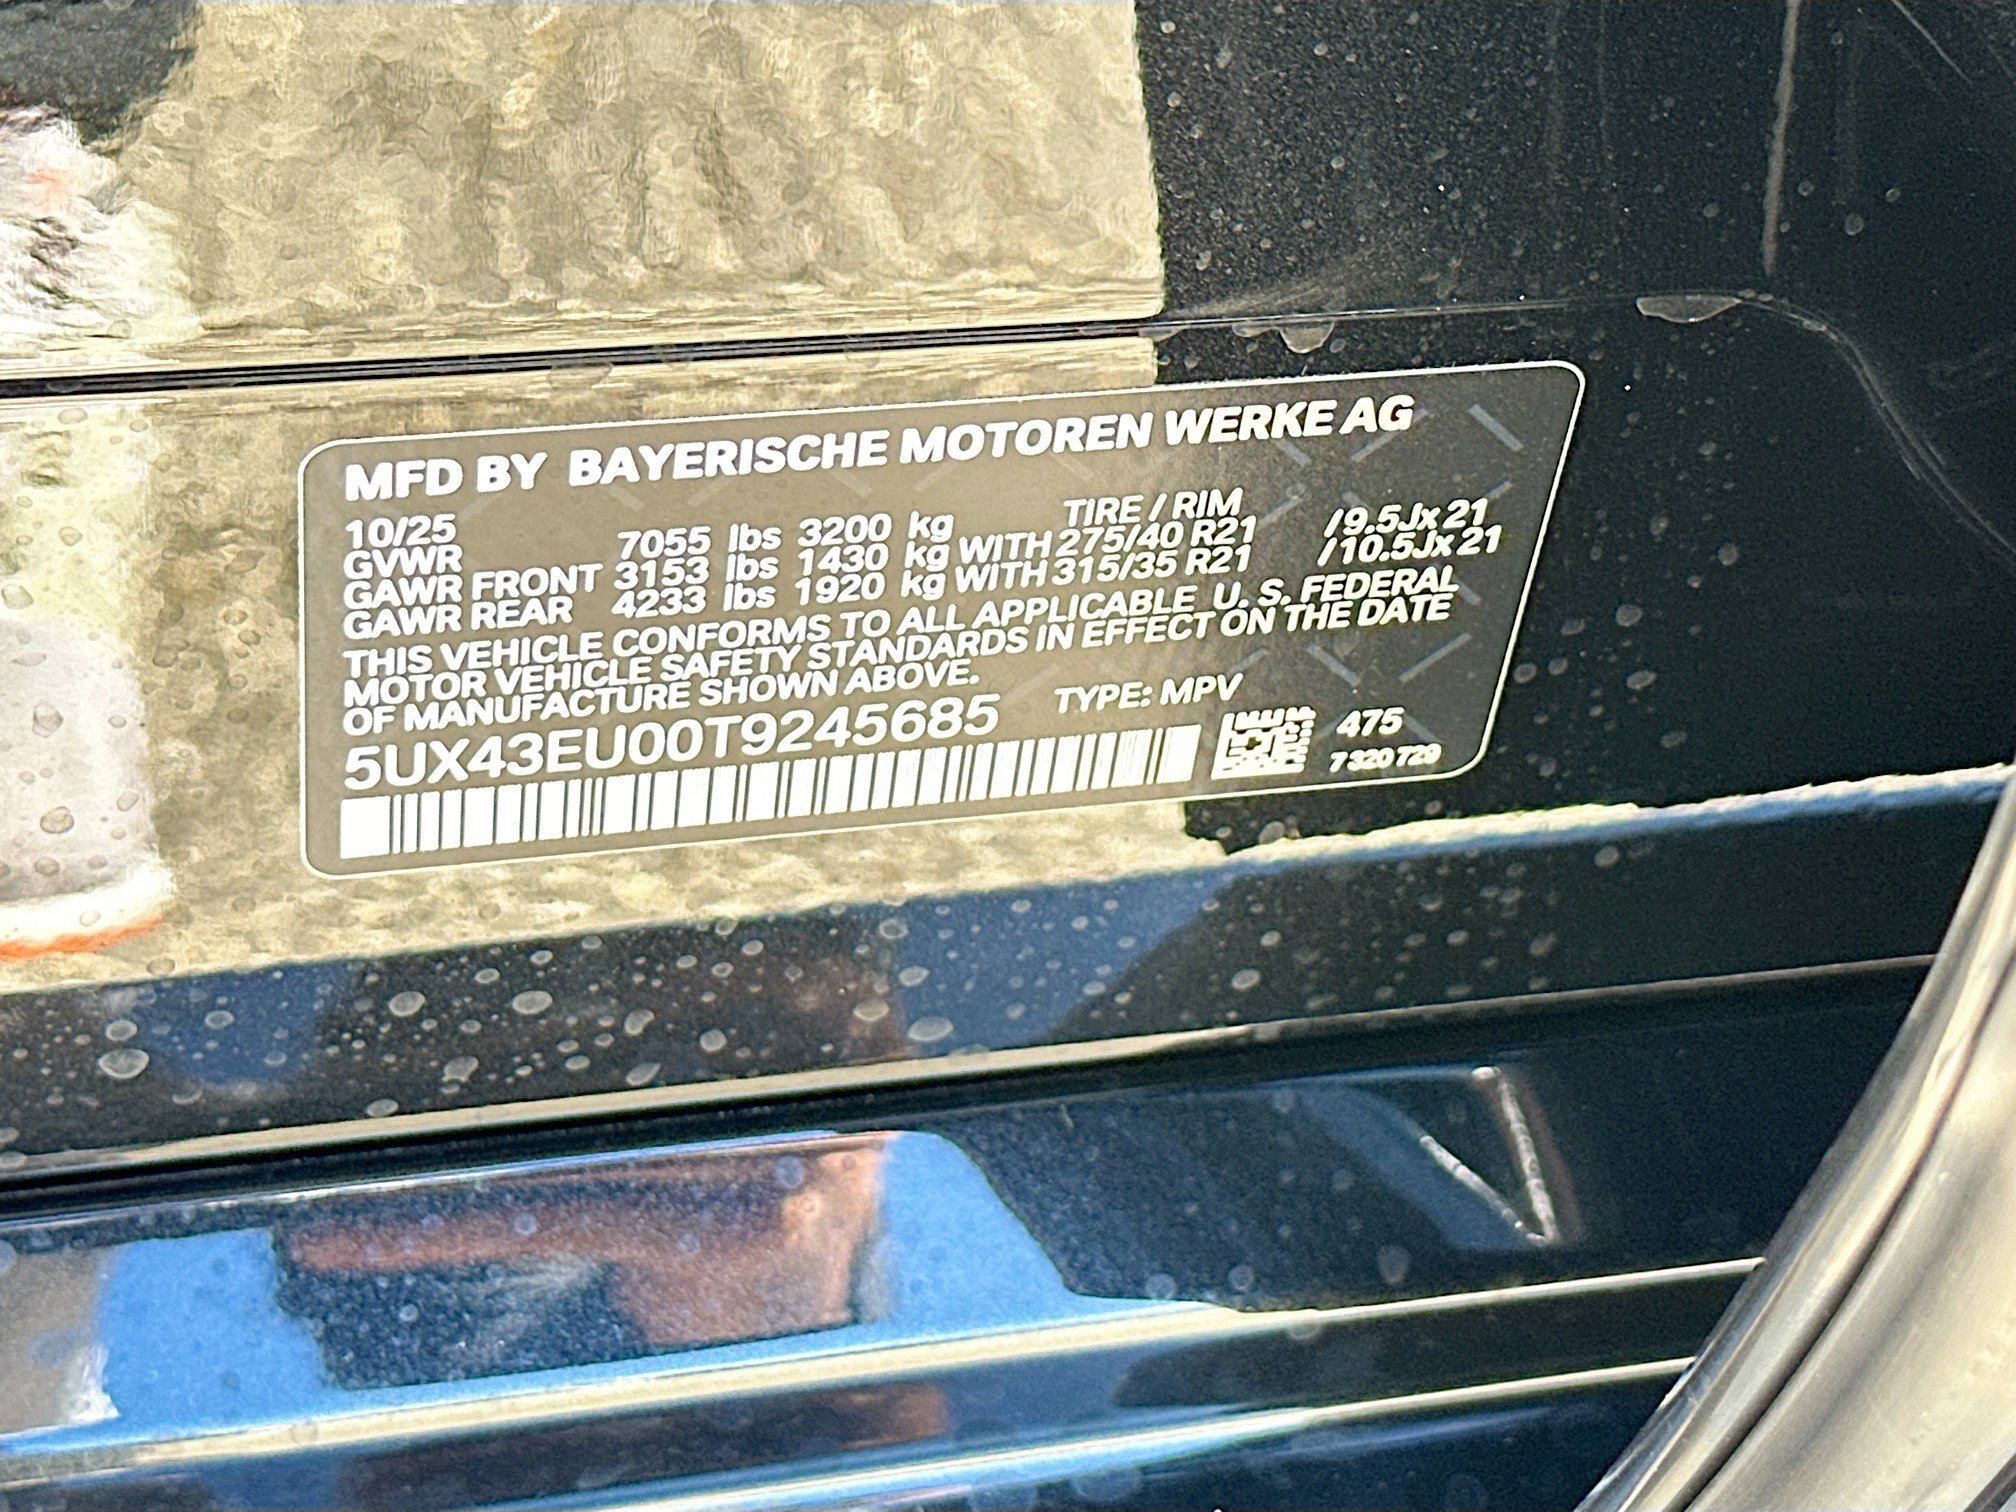 MFD BY BAYERISCHE MOTOREN WERKE AG
10/25 TIRE / RIM
GVWR 7055 lbs 3200 kg
GAWR FRONT 3153 lbs 1430 kg WITH 275/40 R21 /9.5Jx21
GAWR REAR 4233 lbs 1920 kg WITH 315/35 R21 /10.5Jx21
THIS VEHICLE CONFORMS TO ALL APPLICABLE U. S. FEDERAL
MOTOR VEHICLE SAFETY STANDARDS IN EFFECT ON THE DATE
OF MANUFACTURE SHOWN ABOVE.
5UX43EU00T9245685 TYPE: MPV
475
7 320 729